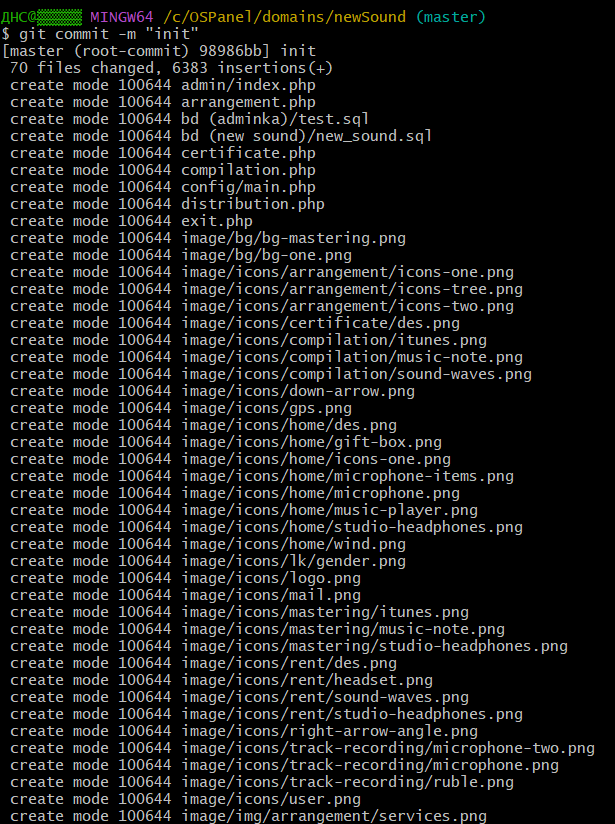 ДНС@▒▒▒▒▒ MINGW64 /c/OSPanel/domains/newSound (master)
$ git commit -m "init"
[master (root-commit) 98986bb] init
 70 files changed, 6383 insertions(+)
 create mode 100644 admin/index.php
 create mode 100644 arrangement.php
 create mode 100644 bd (adminka)/test.sql
 create mode 100644 bd (new sound)/new_sound.sql
 create mode 100644 certificate.php
 create mode 100644 compilation.php
 create mode 100644 config/main.php
 create mode 100644 distribution.php
 create mode 100644 exit.php
 create mode 100644 image/bg/bg-mastering.png
 create mode 100644 image/bg/bg-one.png
 create mode 100644 image/icons/arrangement/icons-one.png
 create mode 100644 image/icons/arrangement/icons-tree.png
 create mode 100644 image/icons/arrangement/icons-two.png
 create mode 100644 image/icons/certificate/des.png
 create mode 100644 image/icons/compilation/itunes.png
 create mode 100644 image/icons/compilation/music-note.png
 create mode 100644 image/icons/compilation/sound-waves.png
 create mode 100644 image/icons/down-arrow.png
 create mode 100644 image/icons/gps.png
 create mode 100644 image/icons/home/des.png
 create mode 100644 image/icons/home/gift-box.png
 create mode 100644 image/icons/home/icons-one.png
 create mode 100644 image/icons/home/microphone-items.png
 create mode 100644 image/icons/home/microphone.png
 create mode 100644 image/icons/home/music-player.png
 create mode 100644 image/icons/home/studio-headphones.png
 create mode 100644 image/icons/home/wind.png
 create mode 100644 image/icons/lk/gender.png
 create mode 100644 image/icons/logo.png
 create mode 100644 image/icons/mail.png
 create mode 100644 image/icons/mastering/itunes.png
 create mode 100644 image/icons/mastering/music-note.png
 create mode 100644 image/icons/mastering/studio-headphones.png
 create mode 100644 image/icons/rent/des.png
 create mode 100644 image/icons/rent/headset.png
 create mode 100644 image/icons/rent/sound-waves.png
 create mode 100644 image/icons/rent/studio-headphones.png
 create mode 100644 image/icons/right-arrow-angle.png
 create mode 100644 image/icons/track-recording/microphone-two.png
 create mode 100644 image/icons/track-recording/microphone.png
 create mode 100644 image/icons/track-recording/ruble.png
 create mode 100644 image/icons/user.png
 create mode 100644 image/img/arrangement/services.png